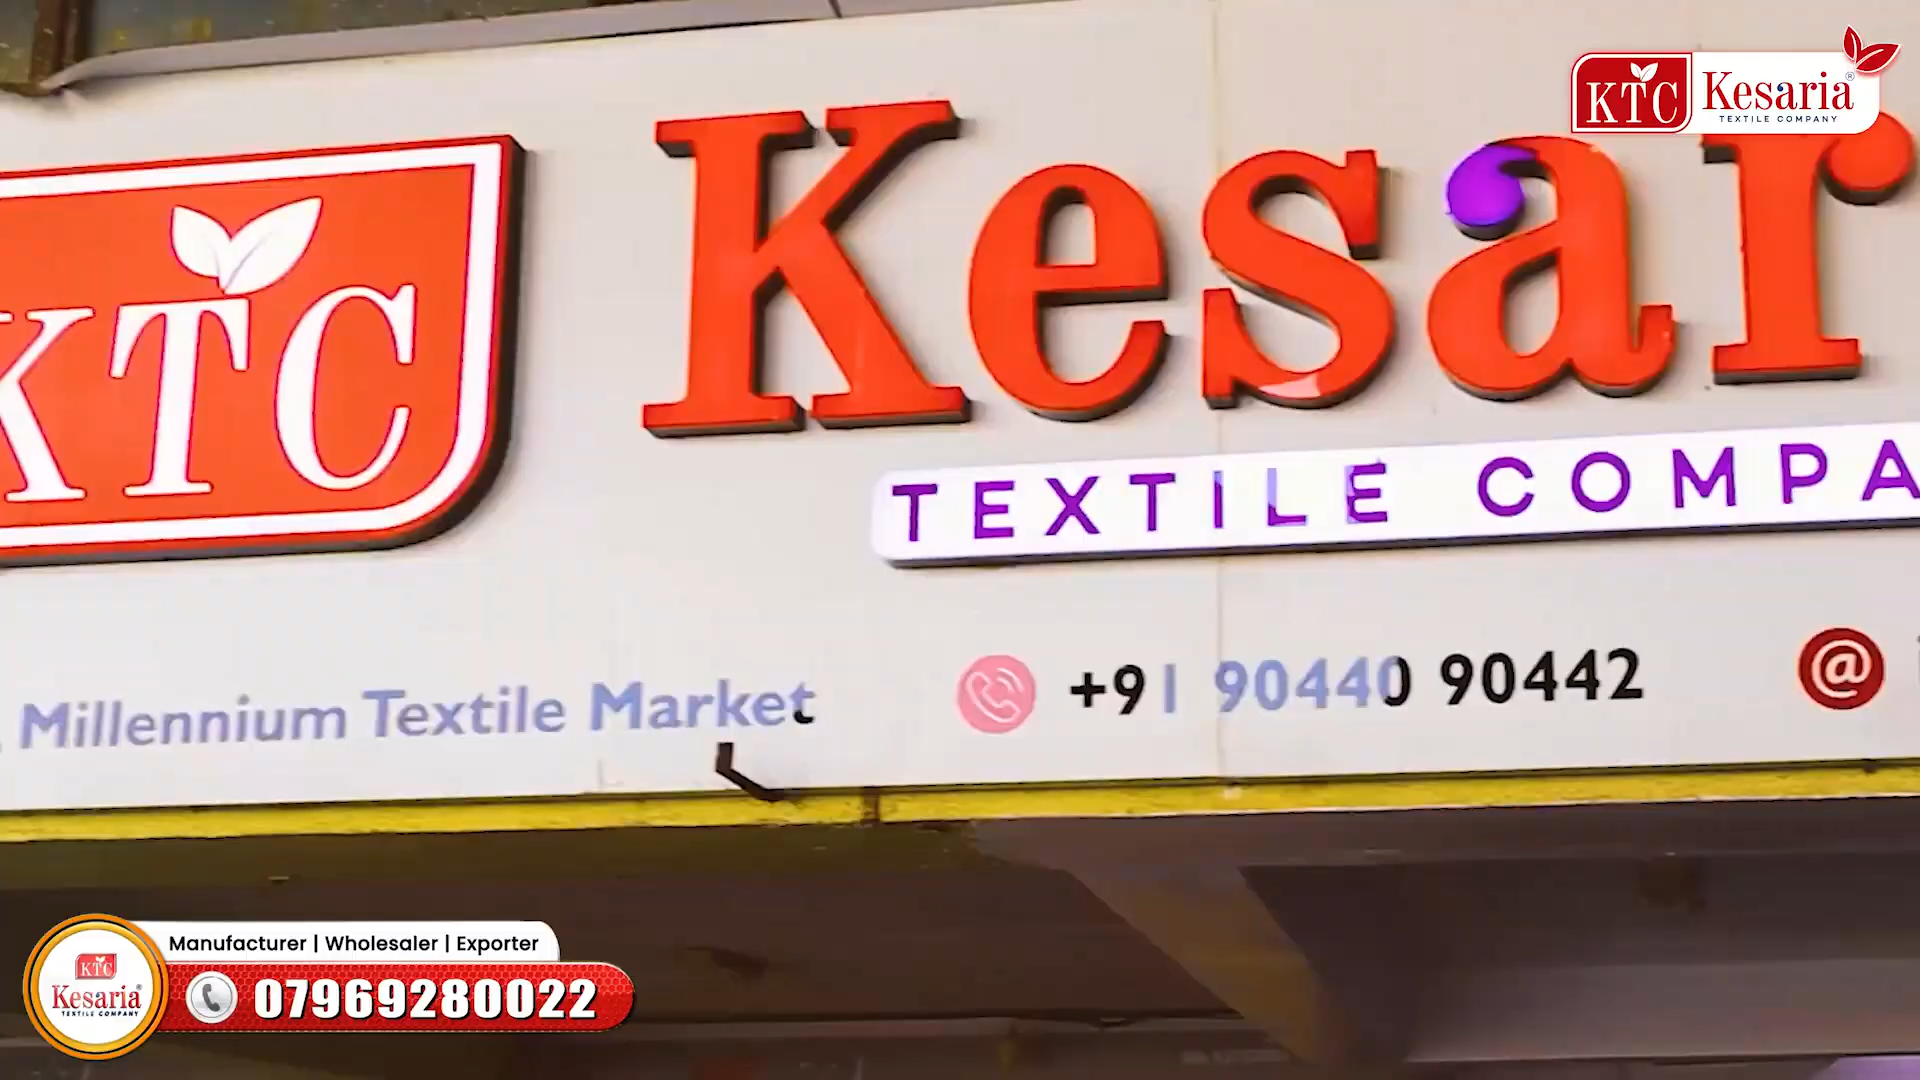 KTC Kesaria®
TEXTILE COMPANY
KTC
Kesar
TEXTILE COMPA
Millennium Textile Market
+91 90440 90442
@
Manufacturer | Wholesaler | Exporter
07969280022
KTC
Kesaria®
TEXTILE COMPANY